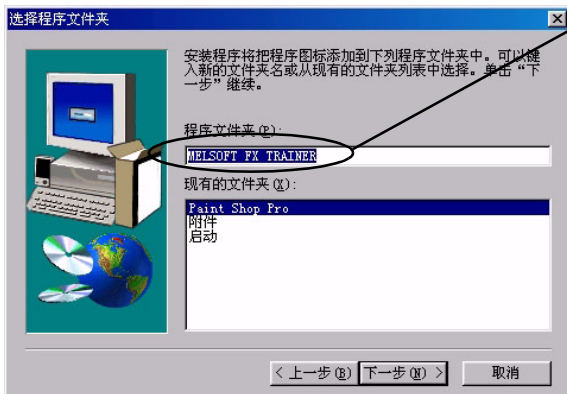 选择程序文件夹
安装程序将把程序图标添加到下列程序文件夹中。可以键
入新的文件夹名或从现有的文件夹列表中选择。单击“下
一步”继续。
程序文件夹(P):
MELSOFT FX TRAINER
现有的文件夹(X):
Paint Shop Pro
附件
启动
< 上一步(B)
下一步(N) >
取消